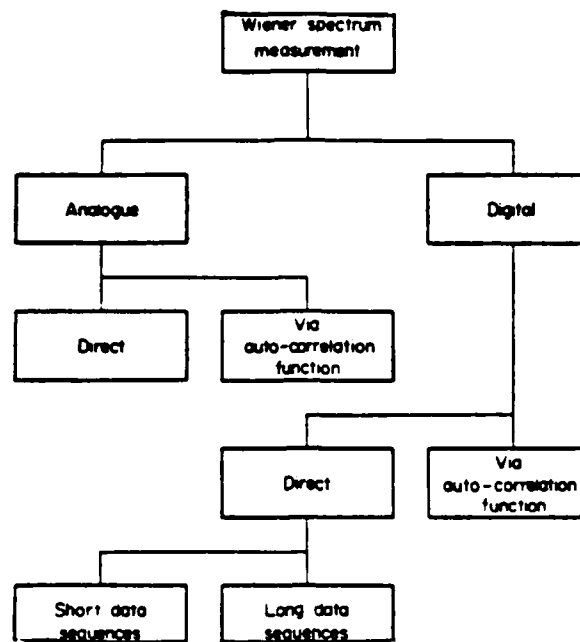 Wiener spectrum
measurement
Analogue
Digital
Direct
Via
auto-correlation
function
Direct
Via
auto-correlation
function
Short data
sequences
Long data
sequences